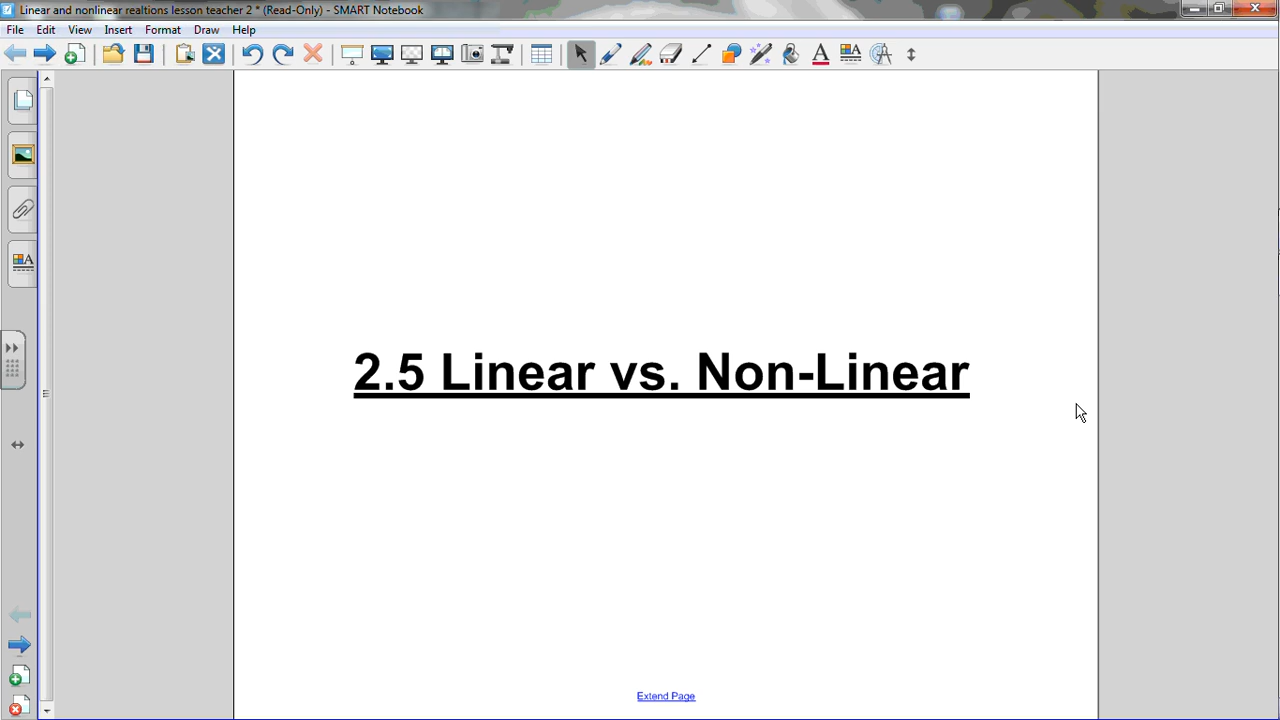 Linear and nonlinear realtions lesson teacher 2 * (Read-Only) - SMART Notebook
File Edit View Insert Format Draw Help
2.5 Linear vs. Non-Linear
Extend Page